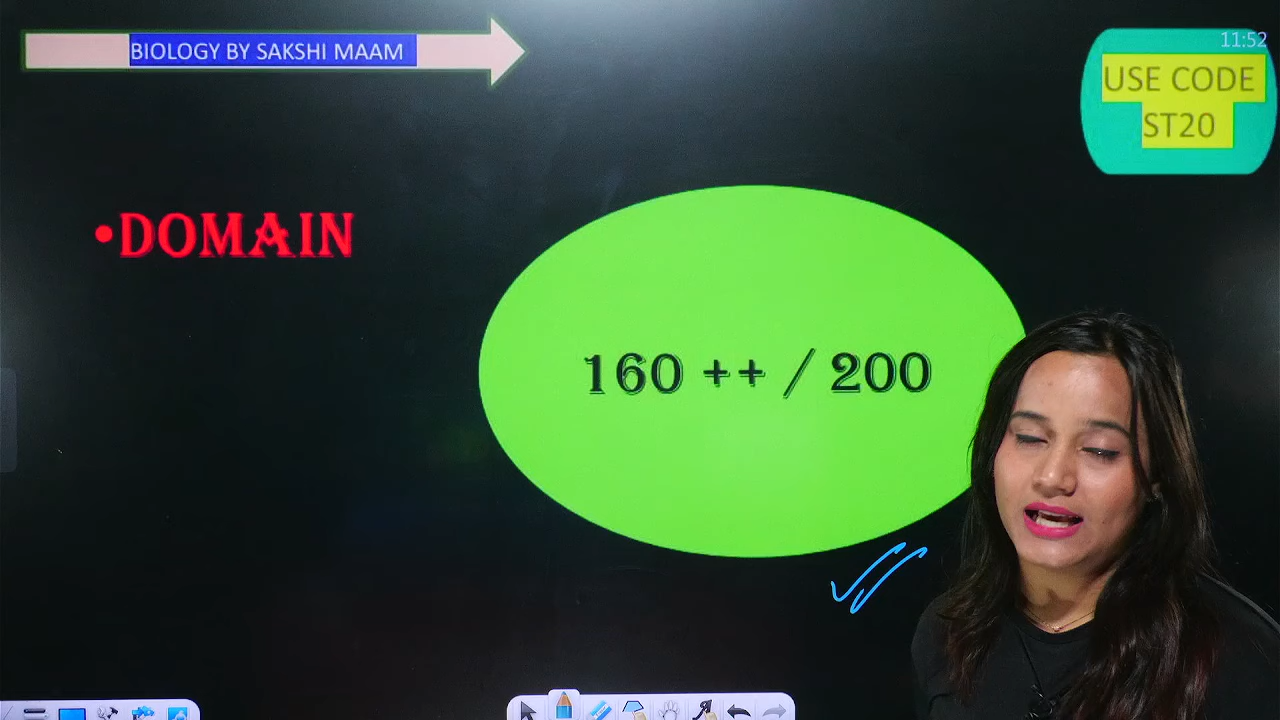 BIOLOGY BY SAKSHI MAAM
11:52
USE CODE
ST20
•DOMAIN
160 ++ / 200